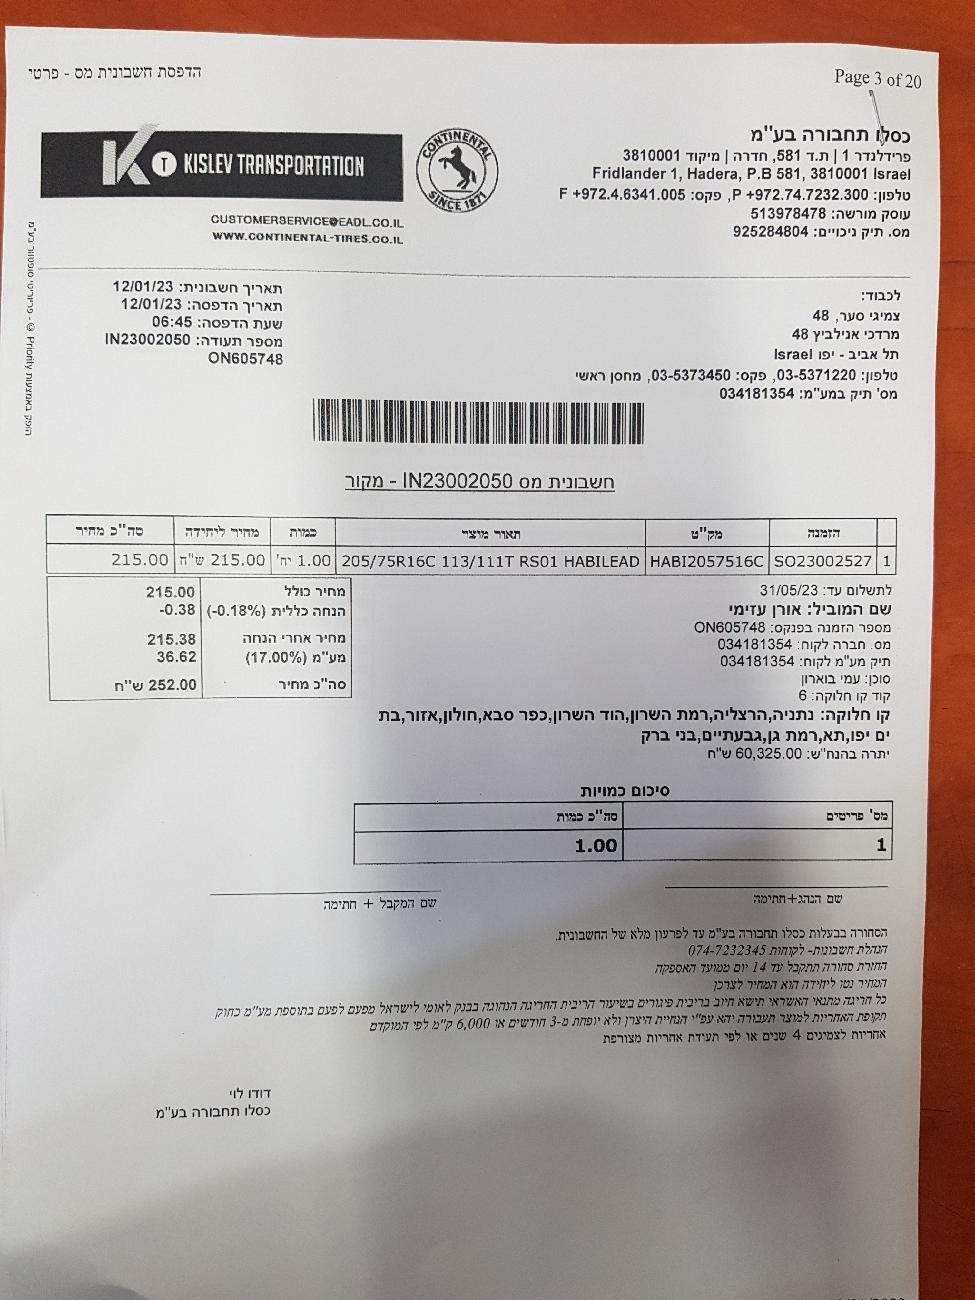 Page 3 of 20
הדפסת חשבונית מס - פרטי
כסלו תחבורה בע"מ
פרידלנדר 1 | ת.ד 581, חדרה | מיקוד 3810001
Fridlander 1, Hadera, P.B 581, 3810001 Israel
טלפון: P +972.74.7232.300, פקס: F +972.4.6341.005
עוסק מורשה: 513978478
מס. תיק ניכויים: 925284804
CONTINENTAL
SINCE 1871
K T KISLEV TRANSPORTATION
CUSTOMERSERVICE@EADL.CO.IL
WWW.CONTINENTAL-TIRES.CO.IL
הופק באמצעות Priority © - פריוריטי סופטוור בע"מ
לכבוד:
צמיגי סער, 48
מרדכי אנילביץ 48
תל אביב - יפו Israel
טלפון: 03-5371220, פקס: 03-5373450, מחסן ראשי
מס' תיק במע"מ: 034181354
תאריך חשבונית: 12/01/23
תאריך הדפסה: 12/01/23
שעת הדפסה: 06:45
מספר תעודה: IN23002050
ON605748
חשבונית מס IN23002050 - מקור
הזמנה מק"ט תאור מוצר כמות מחיר ליחידה סה"כ מחיר
1 SO23002527 HABI2057516C 205/75R16C 113/111T RS01 HABILEAD 1.00 יח' 215.00 ש"ח 215.00
מחיר כולל 215.00
הנחה כללית (-0.18%) -0.38
מחיר אחרי הנחה 215.38
מע"מ (17.00%) 36.62
סה"כ מחיר 252.00 ש"ח
לתשלום עד: 31/05/23
שם המוביל: אורן עזימי
מספר הזמנה בפנקס: ON605748
מס. חברה לקוח: 034181354
תיק מע"מ לקוח: 034181354
סוכן: עמי בוארון
קוד קו חלוקה: 6
קו חלוקה: נתניה,הרצליה,רמת השרון,הוד השרון,כפר סבא,חולון,אזור,בת
ים יפו,תא,רמת גן,גבעתיים,בני ברק
יתרה בהנח"ש: 60,325.00 ש"ח
סיכום כמויות
מס' פריטים סה"כ כמות
1 1.00
שם הנהג+חתימה
שם המקבל + חתימה
הסחורה בבעלות כסלו תחבורה בע"מ עד לפרעון מלא של החשבונית.
הנהלת חשבונות- לקוחות 074-7232345
החזרת סחורה תתקבל עד 14 יום ממועד האספקה
המחיר נטו ליחידה הוא המחיר לצרכן
כל חריגה מתנאי האשראי תישא חיוב בריבית פיגורים בשיעור הריבית החריגה הנהוגה בבנק לאומי לישראל מפעם לפעם בתוספת מע"מ כחוק
תקופת האחריות למוצר תעבורה יהא עפ"י הנחיית היצרן ולא יופחת מ-3 חודשים או 6,000 ק"מ לפי המוקדם
אחריות לצמיגים 4 שנים או לפי תעודת אחריות מצורפת
דודו לוי
כסלו תחבורה בע"מ